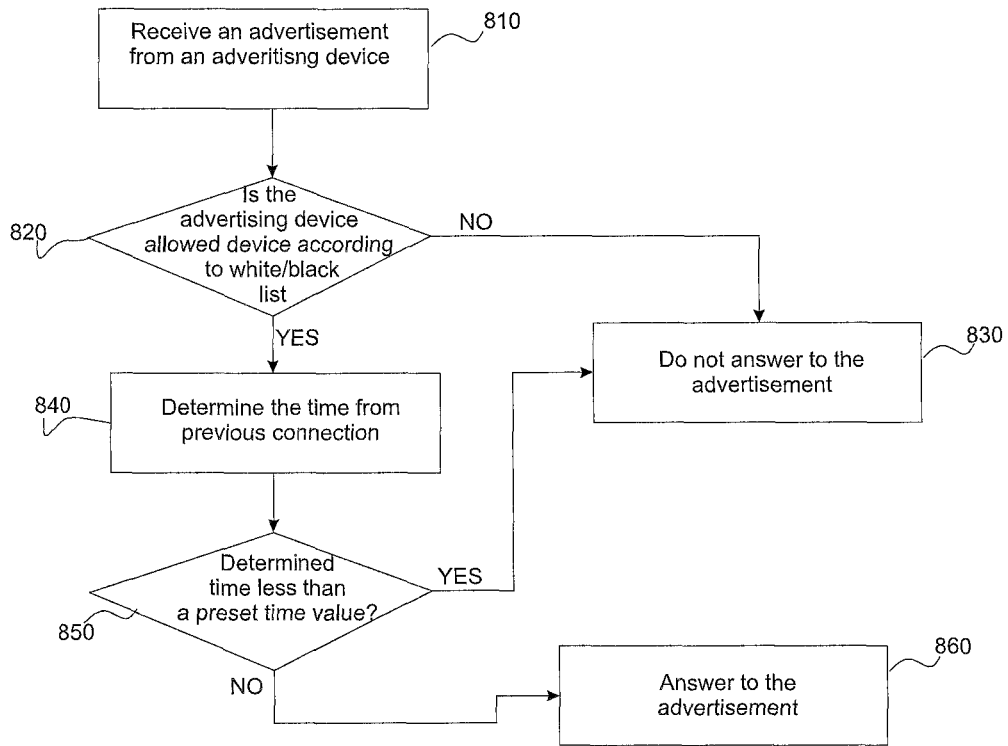 Receive an advertisement
from an adveritisng device
810
Is the
advertising device
allowed device according
to white/black
list
820
NO
YES
Do not answer to the
advertisement
830
840
Determine the time from
previous connection
Determined
time less than
a preset time value?
850
YES
NO
Answer to the
advertisement
860